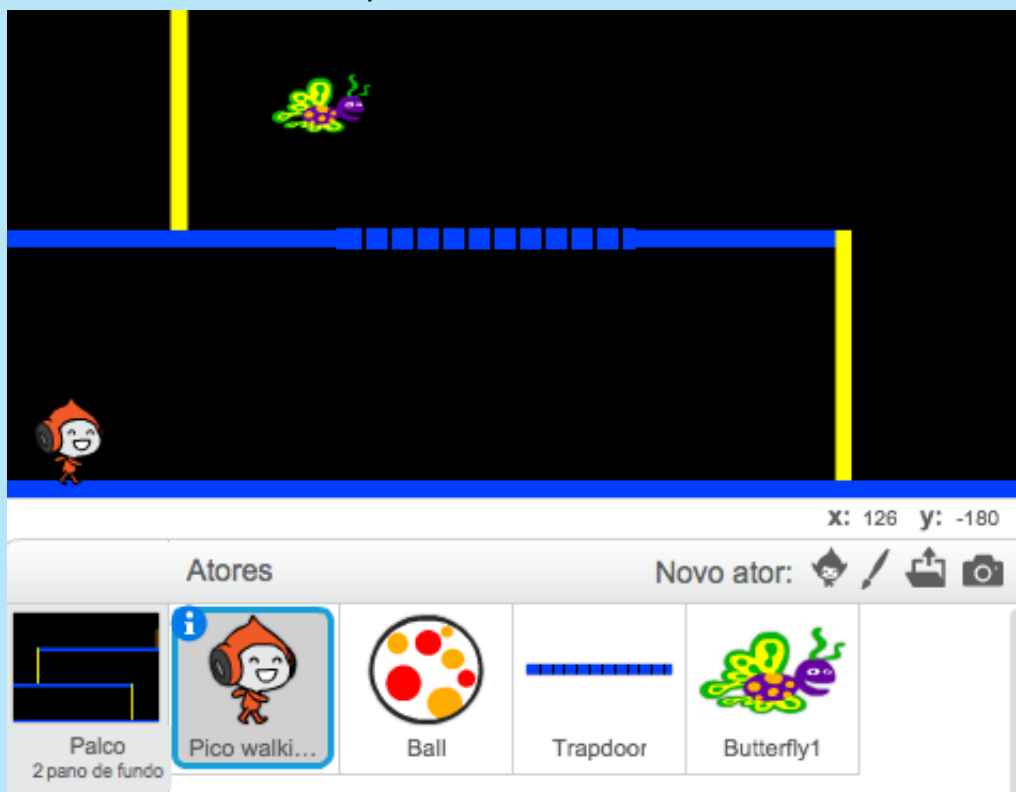 x: 126 y: -180
Atores
Novo ator:
Palco
2 pano de fundo
Pico walki...
Ball
Trapdoor
Butterfly1